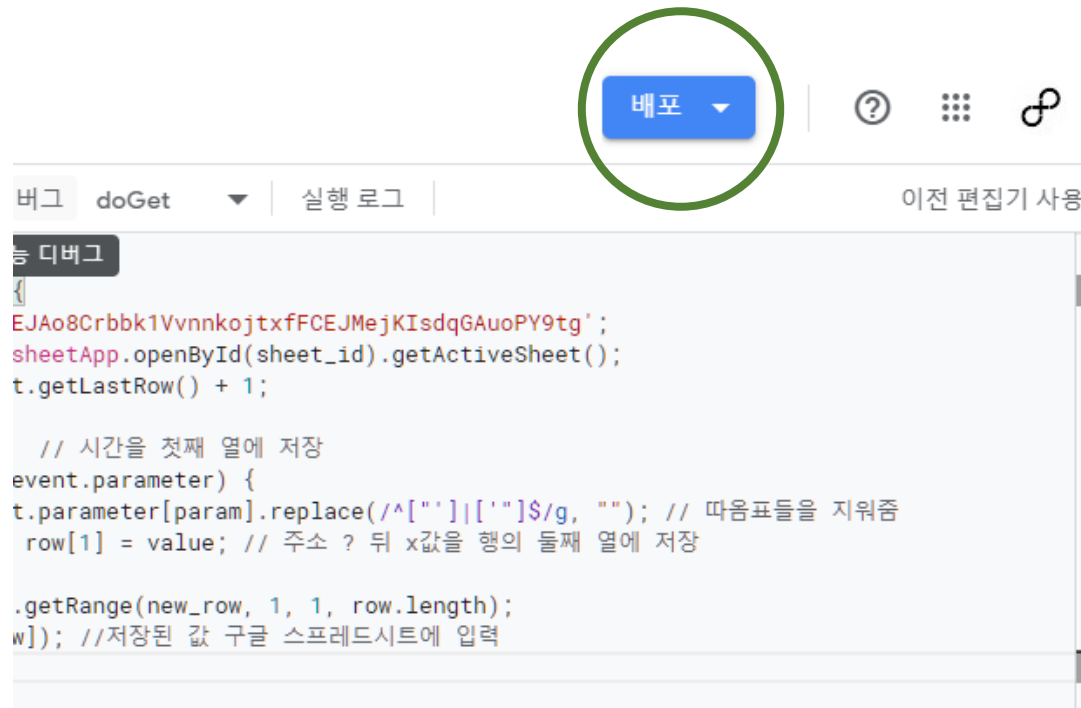 배포
버그 doGet 실행 로그 이전 편집기 사용
능 디버그
{
EJAo8Crbbk1VvnnkojtxfFCEJMejKIsdqGAuoPY9tg';
sheetApp.openById(sheet_id).getActiveSheet();
t.getLastRow() + 1;
// 시간을 첫째 열에 저장
event.parameter) {
t.parameter[param].replace(/^["']|['"]$/g, ""); // 따옴표들을 지워줌
row[1] = value; // 주소 ? 뒤 x값을 행의 둘째 열에 저장
.getRange(new_row, 1, 1, row.length);
w]); //저장된 값 구글 스프레드시트에 입력